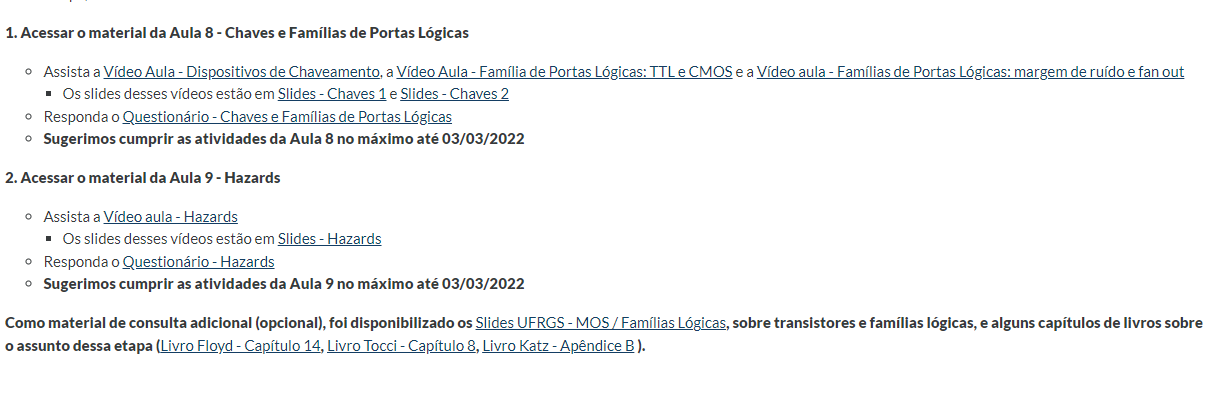 1. Acessar o material da Aula 8 - Chaves e Famílias de Portas Lógicas
Assista a Vídeo Aula - Dispositivos de Chaveamento, a Vídeo Aula - Família de Portas Lógicas: TTL e CMOS e a Vídeo aula - Famílias de Portas Lógicas: margem de ruído e fan out
Os slides desses vídeos estão em Slides - Chaves 1 e Slides - Chaves 2
Responda o Questionário - Chaves e Famílias de Portas Lógicas
Sugerimos cumprir as atividades da Aula 8 no máximo até 03/03/2022
2. Acessar o material da Aula 9 - Hazards
Assista a Vídeo aula - Hazards
Os slides desses vídeos estão em Slides - Hazards
Responda o Questionário - Hazards
Sugerimos cumprir as atividades da Aula 9 no máximo até 03/03/2022
Como material de consulta adicional (opcional), foi disponibilizado os Slides UFRGS - MOS / Famílias Lógicas, sobre transistores e famílias lógicas, e alguns capítulos de livros sobre
o assunto dessa etapa (Livro Floyd - Capítulo 14, Livro Tocci - Capítulo 8, Livro Katz - Apêndice B ).